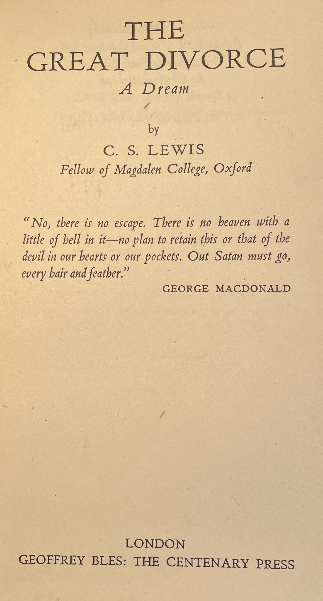 THE
GREAT DIVORCE
A Dream
by
C. S. LEWIS
Fellow of Magdalen College, Oxford
“No, there is no escape. There is no heaven with a
little of hell in it—no plan to retain this or that of the
devil in our hearts or our pockets. Out Satan must go,
every hair and feather.”
GEORGE MACDONALD
LONDON
GEOFFREY BLES: THE CENTENARY PRESS